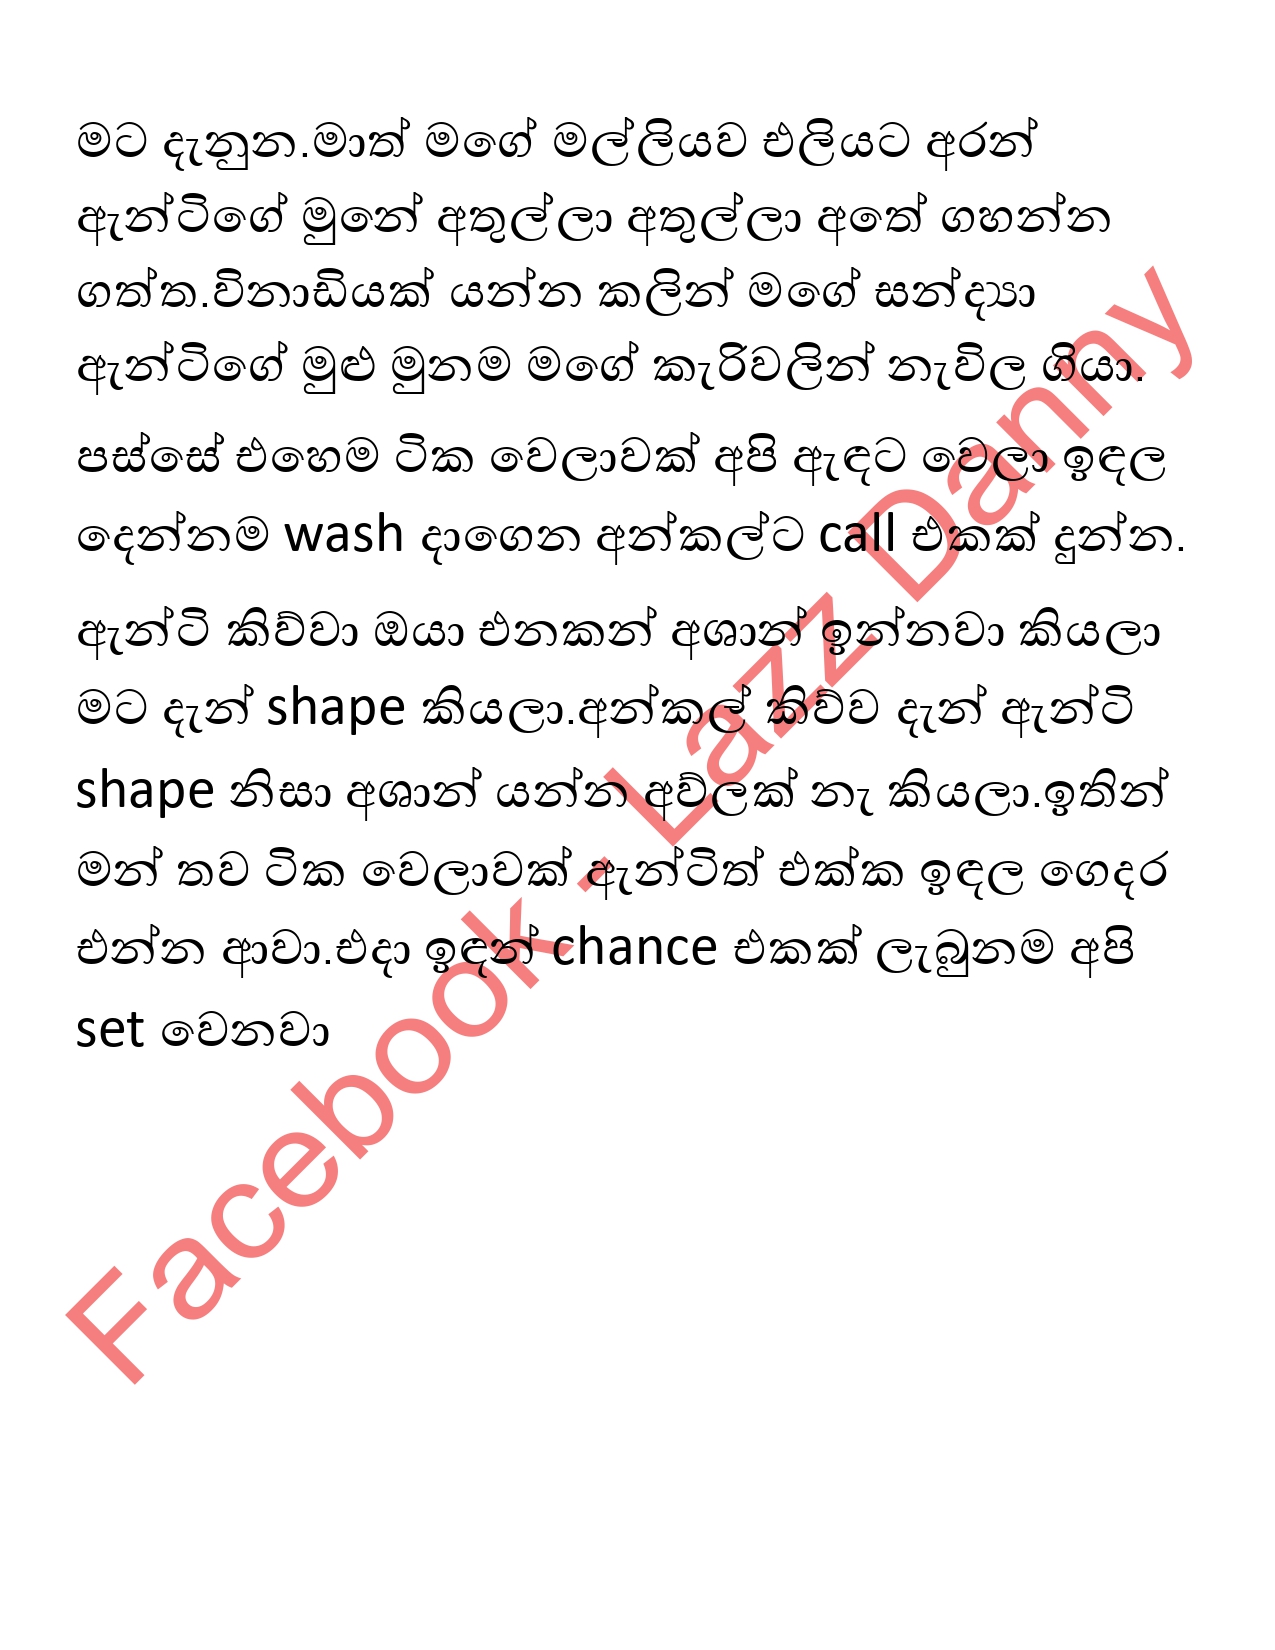 මට දැනුන.මාත් මගේ මල්ලියව එලියට අරන්
ඇන්ටිගේ මුනේ අතුල්ලා අතුල්ලා අතේ ගහන්න
ගත්ත.විනාඩියක් යන්න කලින් මගේ සන්ද්‍යා
ඇන්ටිගේ මුළු මුනම මගේ කැරිවලින් නැවිල ගියා.
පස්සේ එහෙම ටික වෙලාවක් අපි ඇඳට වෙලා ඉඳල
දෙන්නම wash දාගෙන අන්කල්ට call එකක් දුන්න.
ඇන්ටි කිව්වා ඔයා එනකන් අශාන් ඉන්නවා කියලා
මට දැන් shape කියලා.අන්කල් කිව්ව දැන් ඇන්ටි
shape නිසා අශාන් යන්න අව්ලක් නැ කියලා.ඉතින්
මන් තව ටික වෙලාවක් ඇන්ටිත් එක්ක ඉඳල ගෙදර
එන්න ආවා.එදා ඉඳන් chance එකක් ලැබුනම අපි
set වෙනවා
Facebook - Lazz Danny